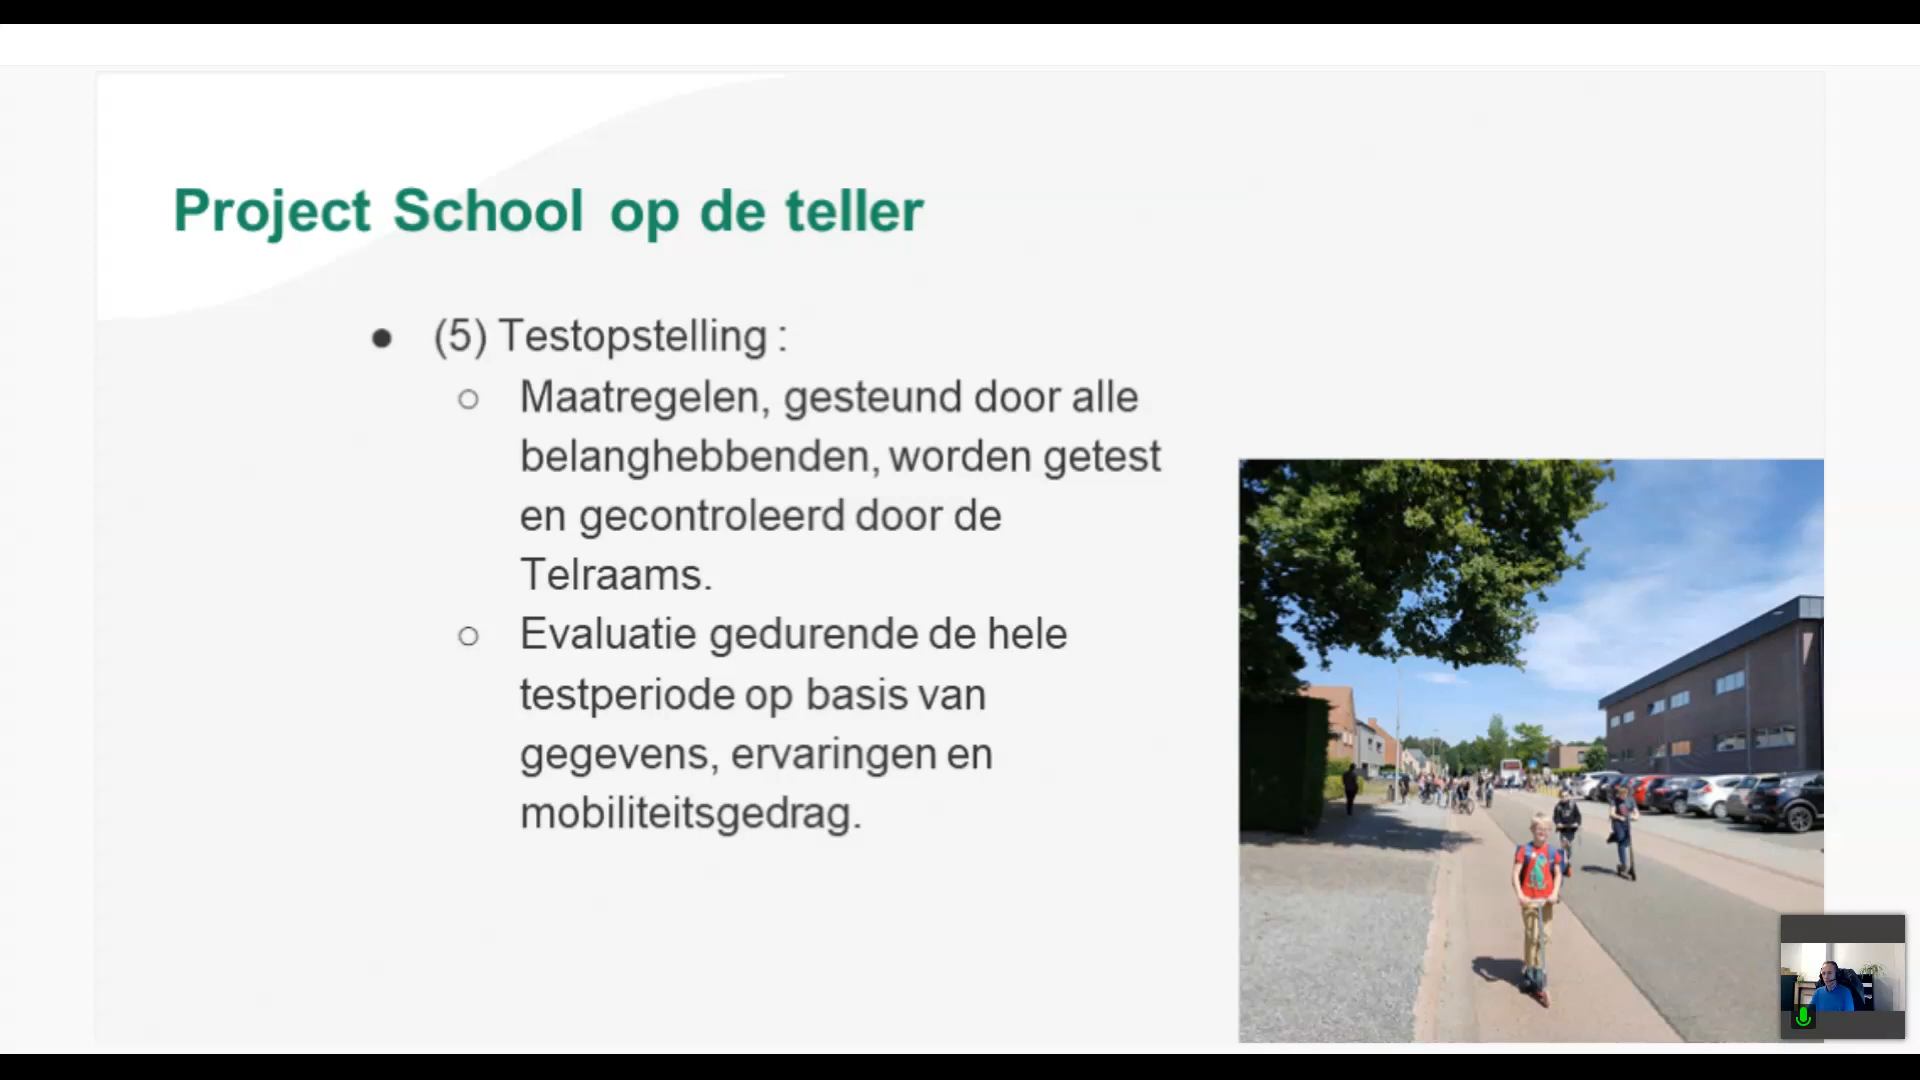 Project School op de teller
● (5) Testopstelling :
○ Maatregelen, gesteund door alle
belanghebbenden, worden getest
en gecontroleerd door de
Telraams.
○ Evaluatie gedurende de hele
testperiode op basis van
gegevens, ervaringen en
mobiliteitsgedrag.